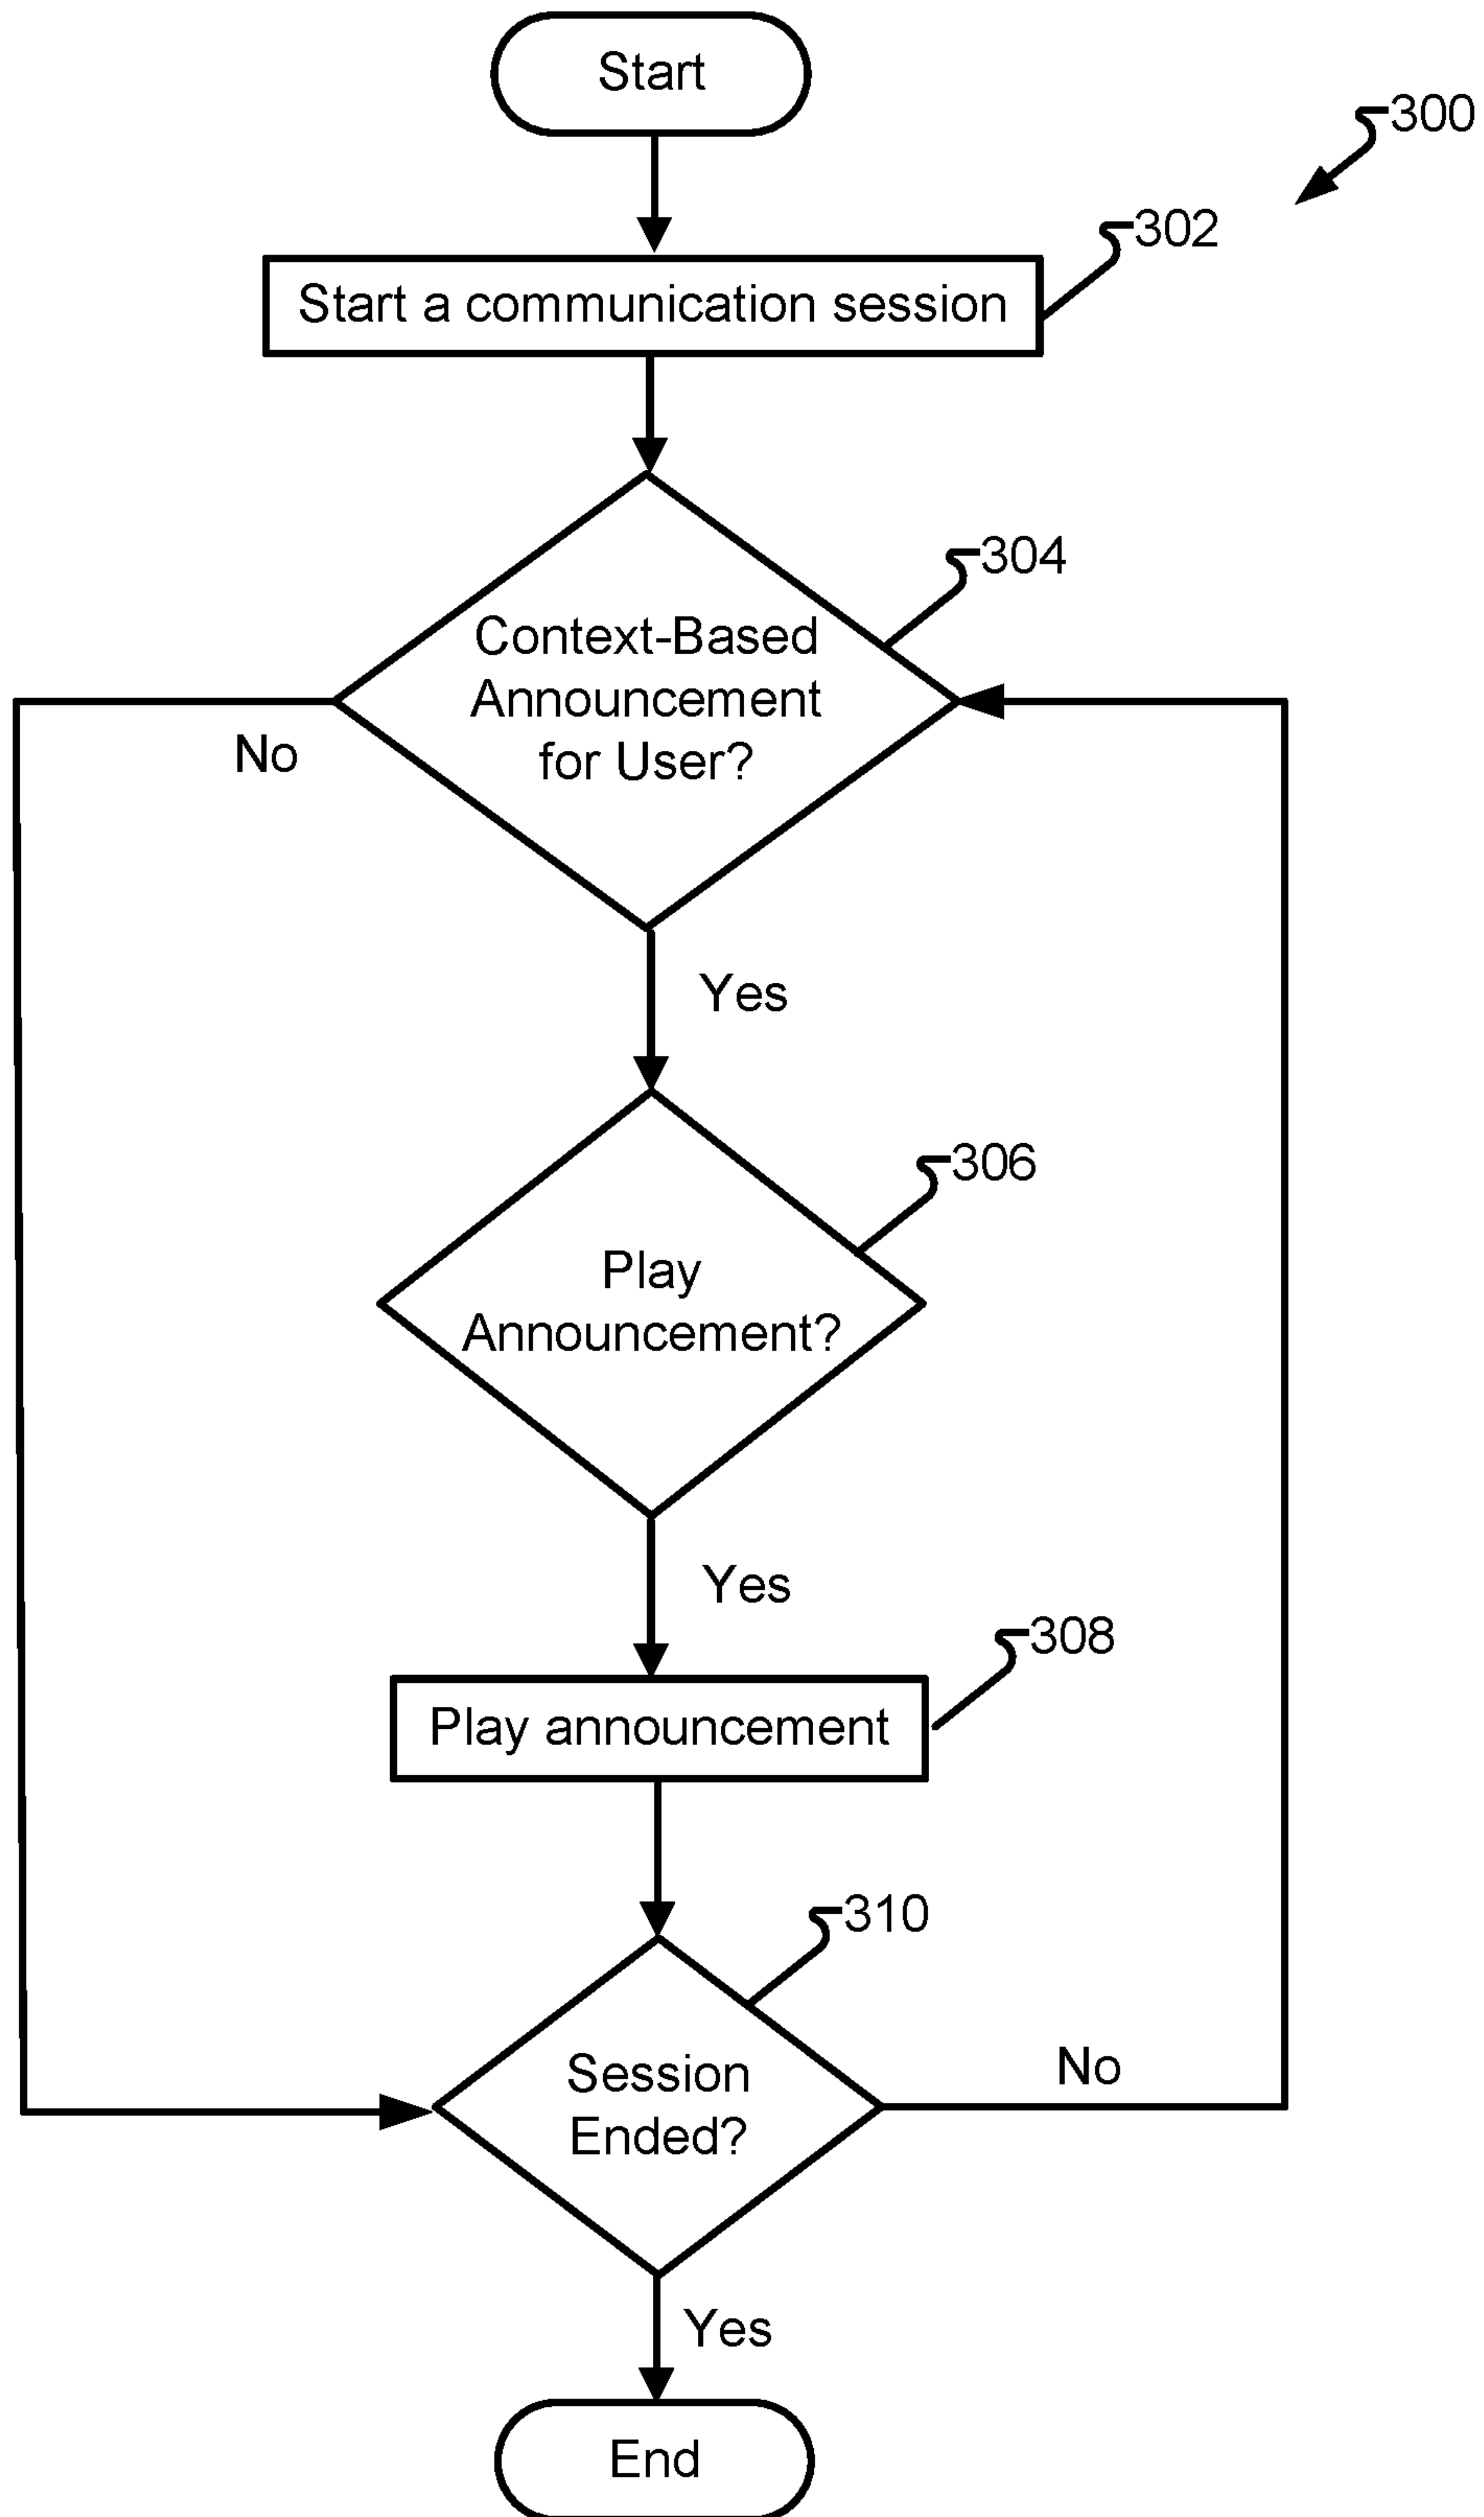 Start
300
302
Start a communication session
304
Context-Based
Announcement
for User?
No
Yes
306
Play
Announcement?
Yes
308
Play announcement
310
Session
Ended?
No
Yes
End